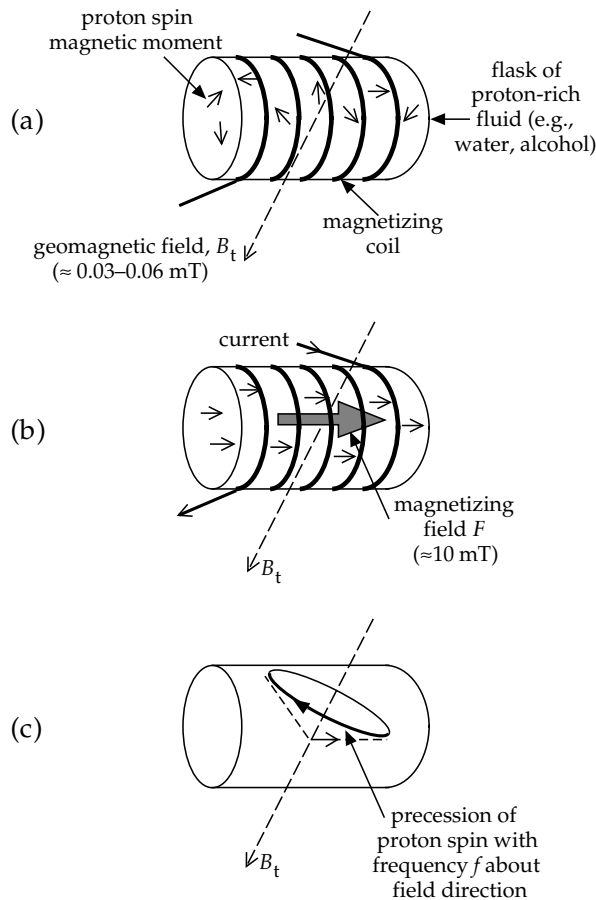 proton spin
magnetic moment
(a)
flask of
proton-rich
fluid (e.g.,
water, alcohol)
magnetizing
coil
geomagnetic field, Bt
(≈ 0.03–0.06 mT)
current
(b)
magnetizing
field F
(≈10 mT)
Bt
(c)
precession of
proton spin with
frequency f about
field direction
Bt